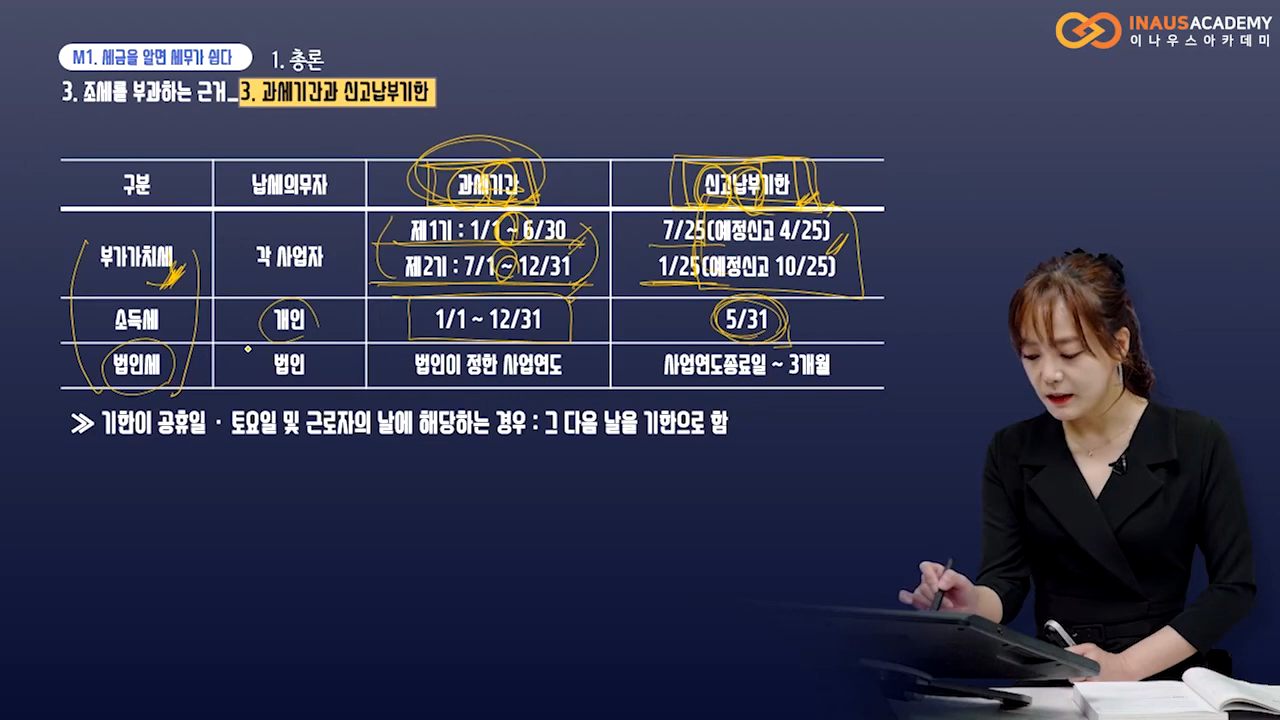 INAUSACADEMY
이나우스아카데미
M1. 세금을 알면 세무가 쉽다
1. 총론
3. 조세를 부과하는 근거_3. 과세기간과 신고납부기한
구분 납세의무자 과세기간 신고납부기한
부가가치세 각 사업자 제1기 : 1/1 ~ 6/30 7/25(예정신고 4/25)
제2기 : 7/1 ~ 12/31 1/25(예정신고 10/25)
소득세 개인 1/1 ~ 12/31 5/31
법인세 법인 법인이 정한 사업연도 사업연도종료일 ~ 3개월
≫ 기한이 공휴일 · 토요일 및 근로자의 날에 해당하는 경우 : 그 다음 날을 기한으로 함